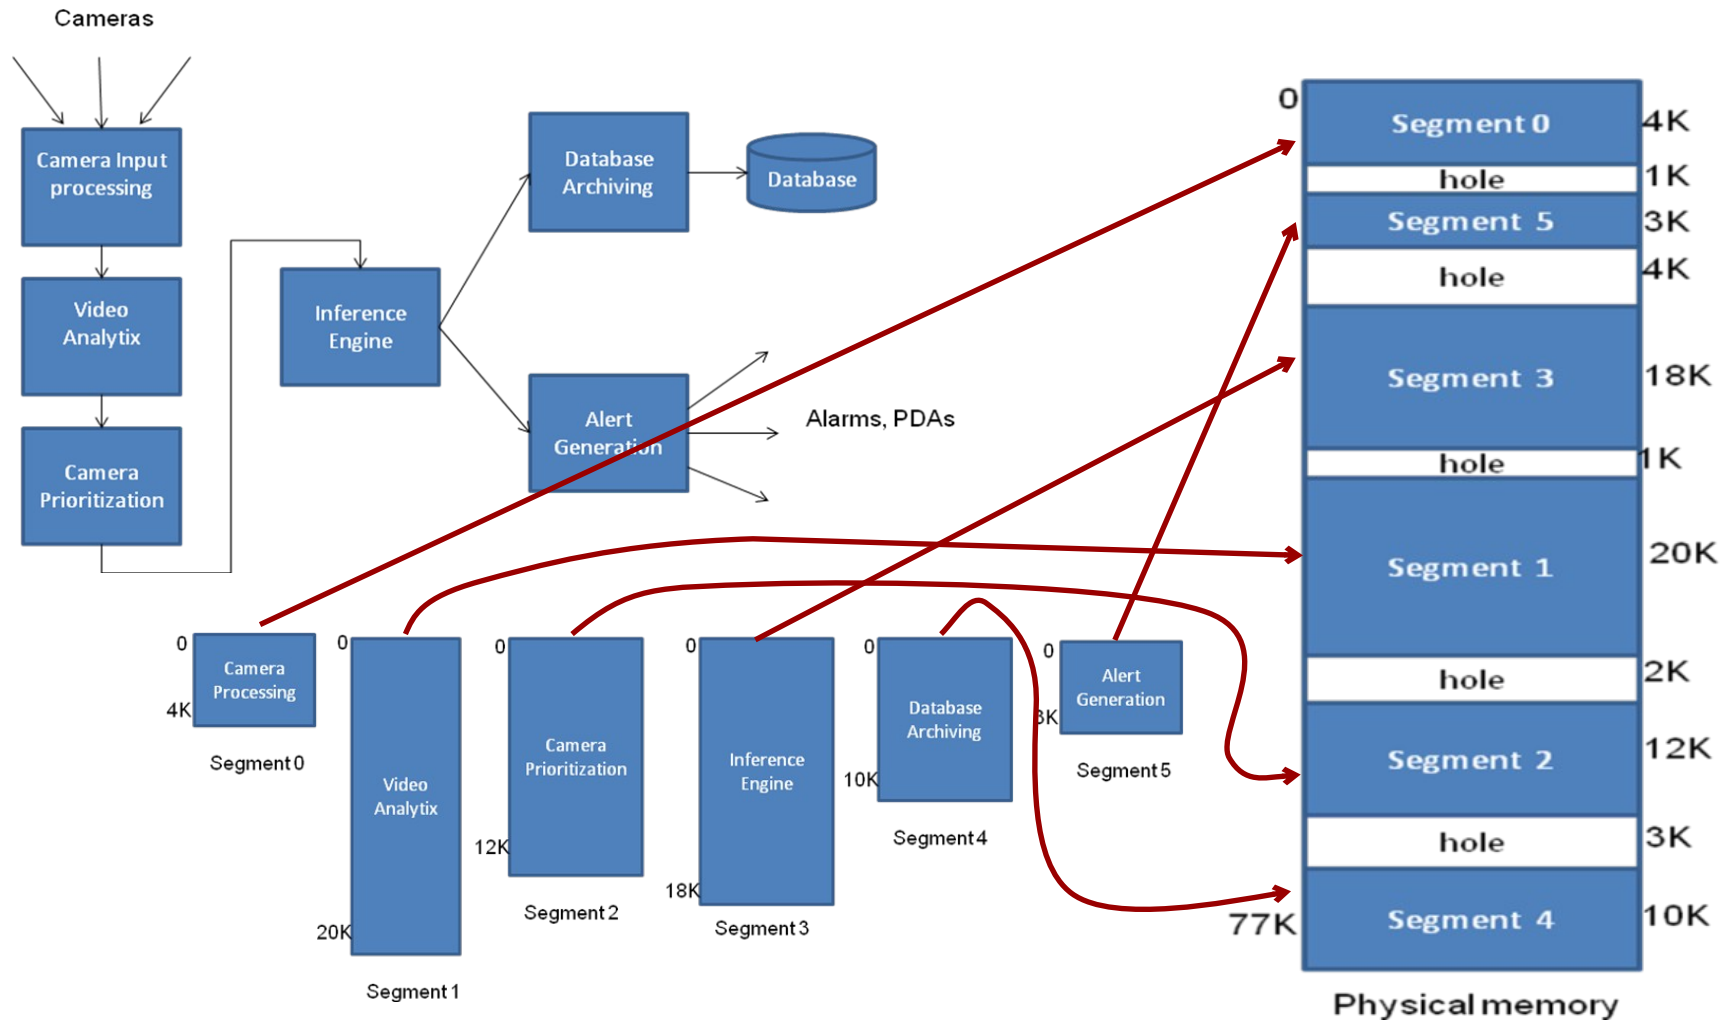 Cameras
Camera Input
processing
Video
Analytix
Camera
Prioritization
Inference
Engine
Database
Archiving
Database
Alert
Generation
Alarms, PDAs
0
Camera
Processing
4K
Segment 0
0
Video
Analytix
20K
Segment 1
0
Camera
Prioritization
12K
Segment 2
0
Inference
Engine
18K
Segment 3
0
Database
Archiving
10K
Segment 4
0
Alert
Generation
3K
Segment 5
0
Segment 0
4K
hole
1K
Segment 5
3K
hole
4K
Segment 3
18K
hole
1K
Segment 1
20K
hole
2K
Segment 2
12K
hole
3K
Segment 4
10K
77K
Physical memory